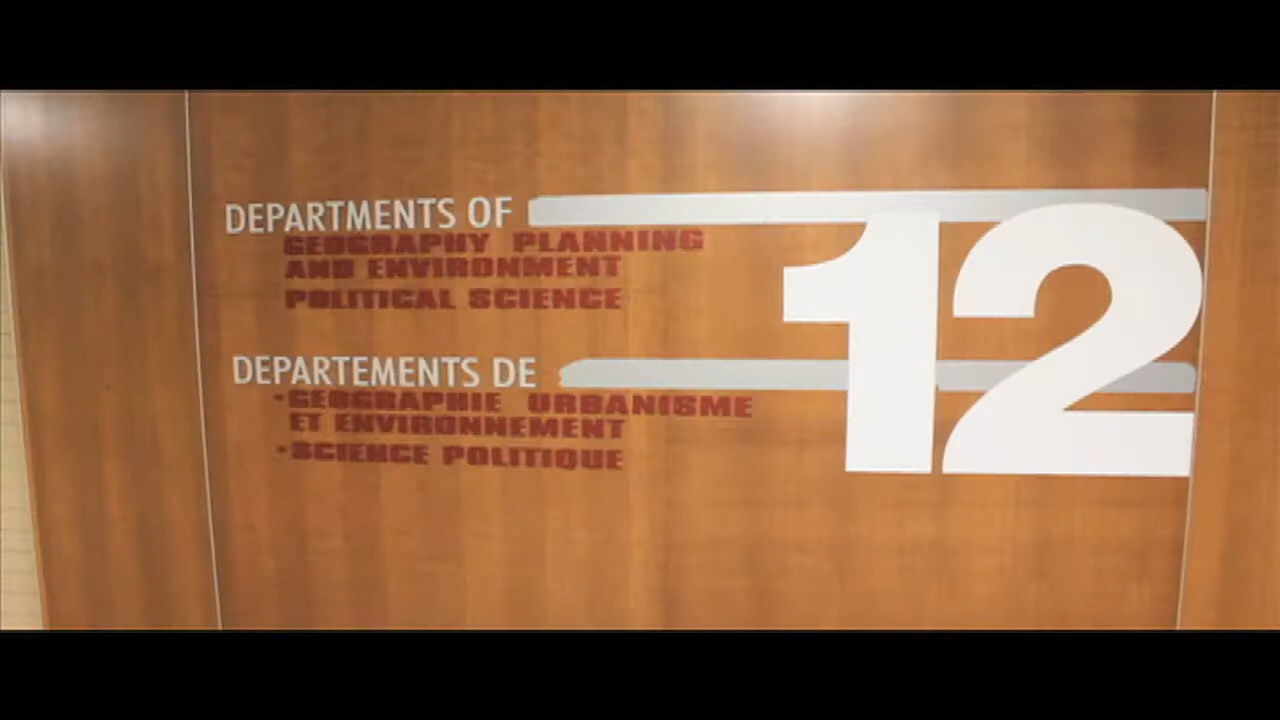 DEPARTMENTS OF
GEOGRAPHY PLANNING
AND ENVIRONMENT
POLITICAL SCIENCE
12
DEPARTEMENTS DE
•GEOGRAPHIE URBANISME
ET ENVIRONNEMENT
•SCIENCE POLITIQUE